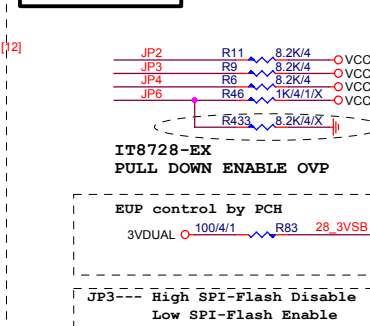 [12]
JP2 R11 8.2K/4 VCC
JP3 R9 8.2K/4 VCC
JP4 R6 8.2K/4 VCC
JP6 R46 1K/4/1/X VCC
R433 8.2K/4/X
IT8728-EX
PULL DOWN ENABLE OVP
EUP control by PCH
3VDUAL 100/4/1 R83 28_3VSB
JP3--- High SPI-Flash Disable
Low SPI-Flash Enable